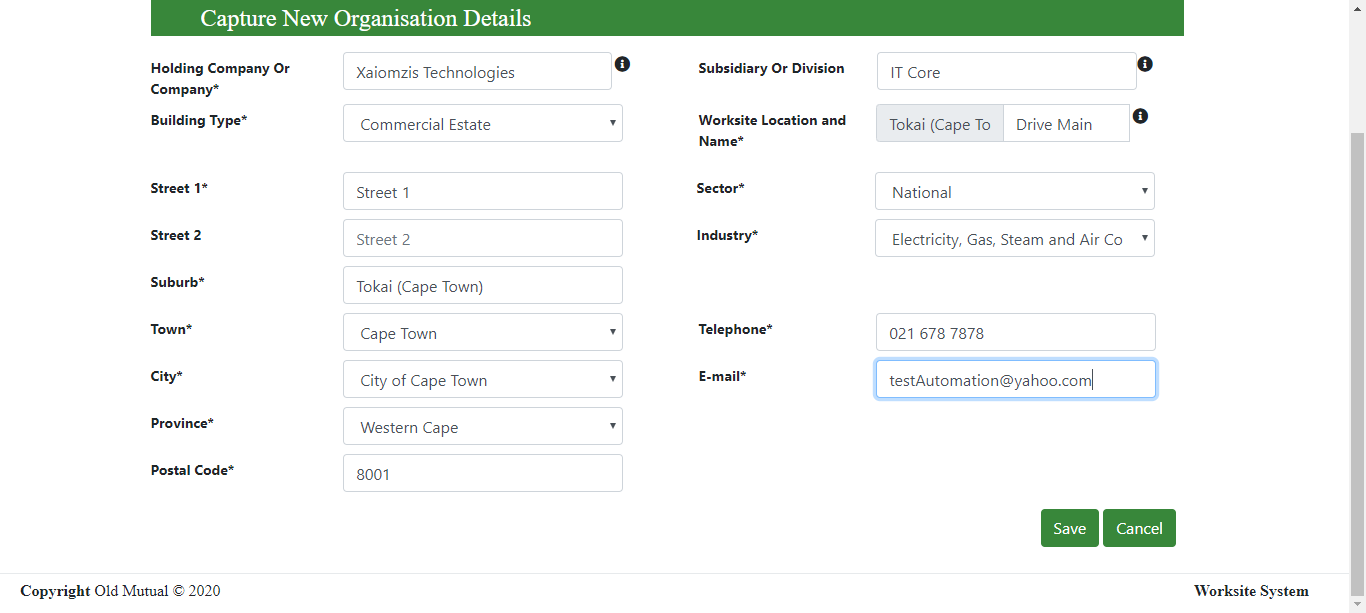 Capture New Organisation Details
Holding Company Or Company*
Xaiomzis Technologies
Subsidiary Or Division
IT Core
Building Type*
Commercial Estate
Worksite Location and Name*
Tokai (Cape To
Drive Main
Street 1*
Street 1
Sector*
National
Street 2
Street 2
Industry*
Electricity, Gas, Steam and Air Co
Suburb*
Tokai (Cape Town)
Town*
Cape Town
Telephone*
021 678 7878
City*
City of Cape Town
E-mail*
testAutomation@yahoo.com
Province*
Western Cape
Postal Code*
8001
Save
Cancel
Copyright Old Mutual © 2020
Worksite System